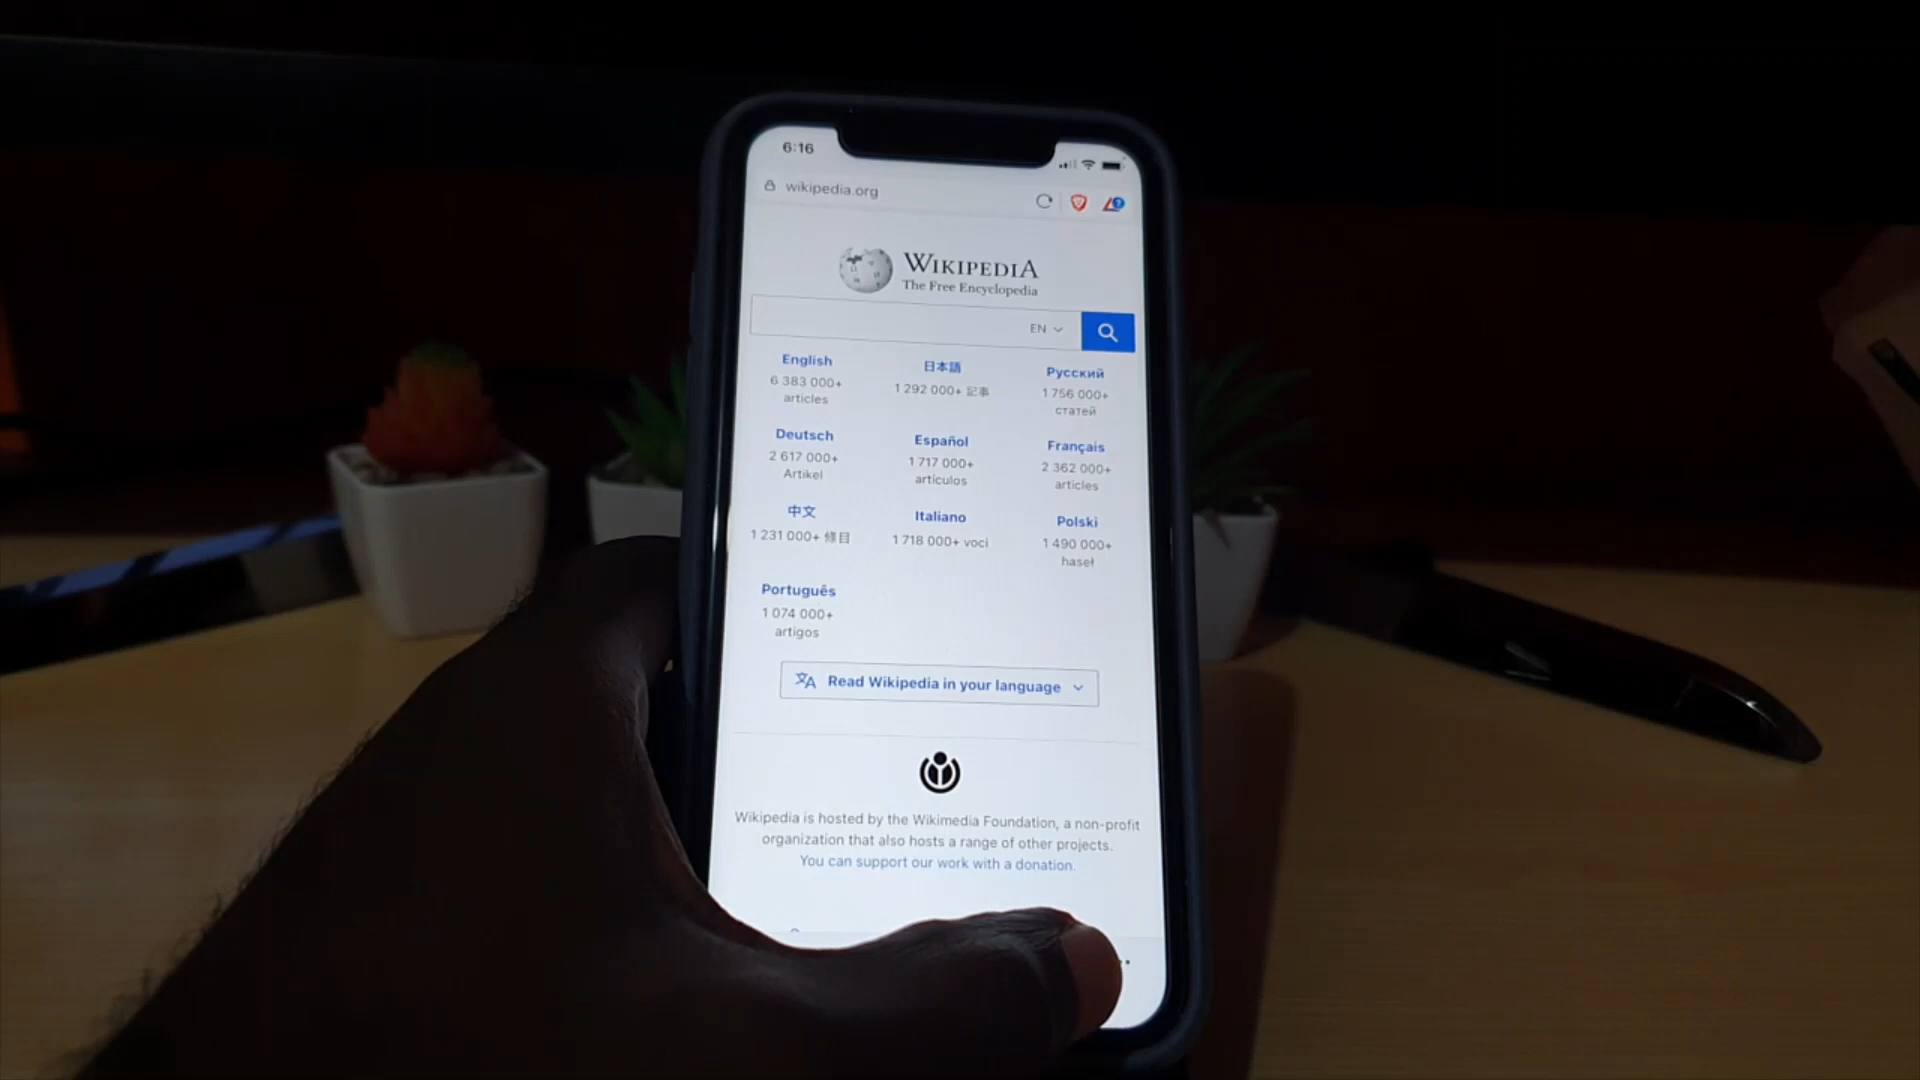 6:16
wikipedia.org
WIKIPEDIA
The Free Encyclopedia
EN
English
6 383 000+
articles
日本語
1 292 000+ 記事
Русский
1 756 000+
статей
Deutsch
2 617 000+
Artikel
Español
1 717 000+
artículos
Français
2 362 000+
articles
中文
1 231 000+ 條目
Italiano
1 718 000+ voci
Polski
1 490 000+
haseł
Português
1 074 000+
artigos
Read Wikipedia in your language
Wikipedia is hosted by the Wikimedia Foundation, a non-profit
organization that also hosts a range of other projects.
You can support our work with a donation.